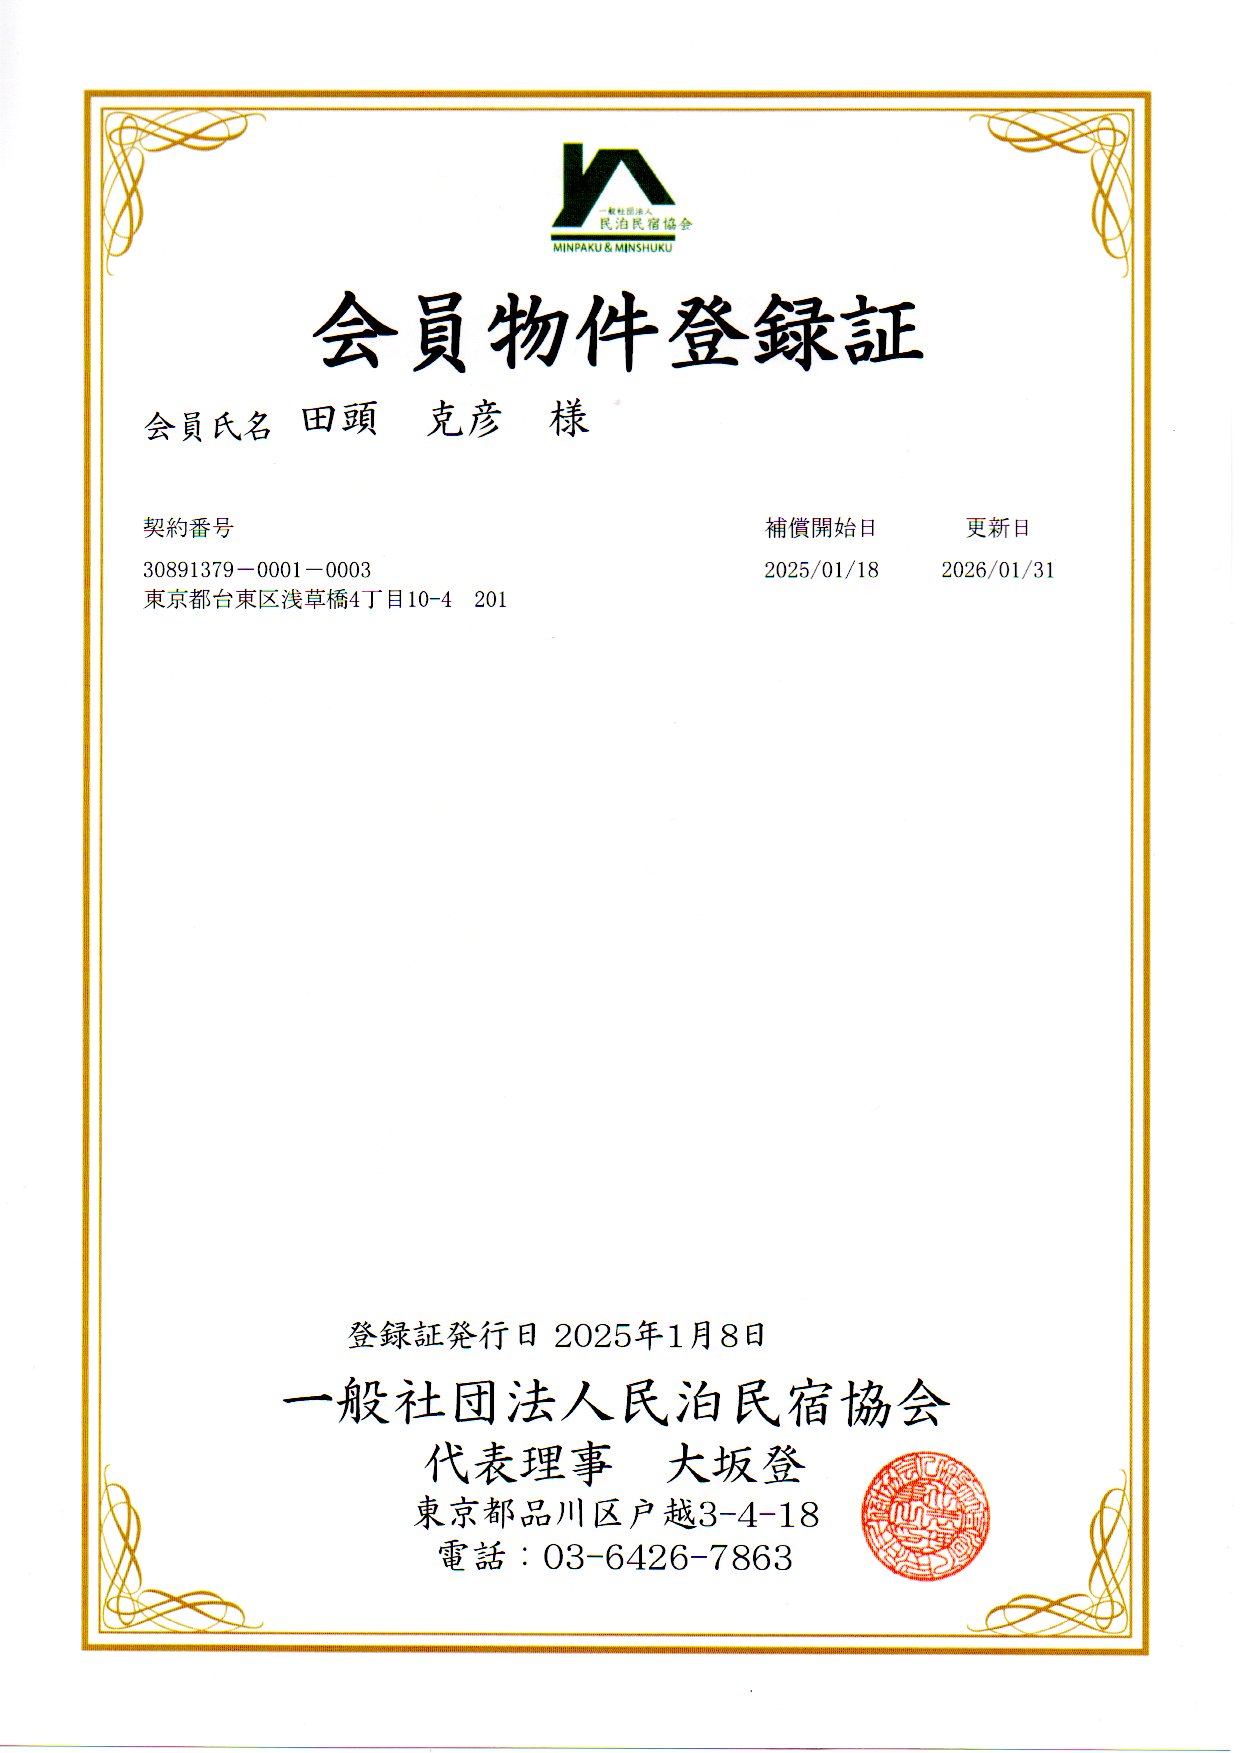 一般社団法人
民泊民宿協会
MINPAKU & MINSHUKU
会員物件登録証
会員氏名 田頭　克彦　様
契約番号 補償開始日 更新日
30891379－0001－0003 2025/01/18 2026/01/31
東京都台東区浅草橋4丁目10-4　201
登録証発行日 2025年1月8日
一般社団法人民泊民宿協会
代表理事　大坂登
東京都品川区戸越3-4-18
電話：03-6426-7863